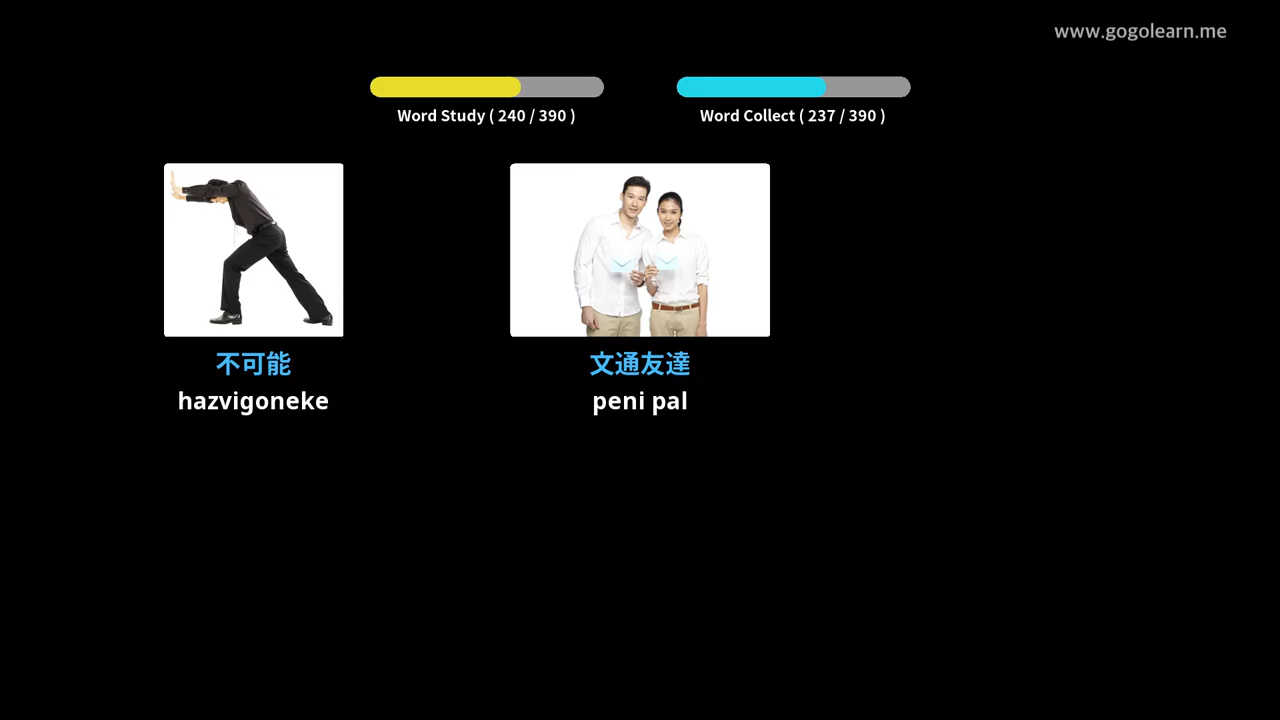 www.gogolearn.me
Word Study ( 240 / 390 )
Word Collect ( 237 / 390 )
不可能
hazvigoneke
文通友達
peni pal